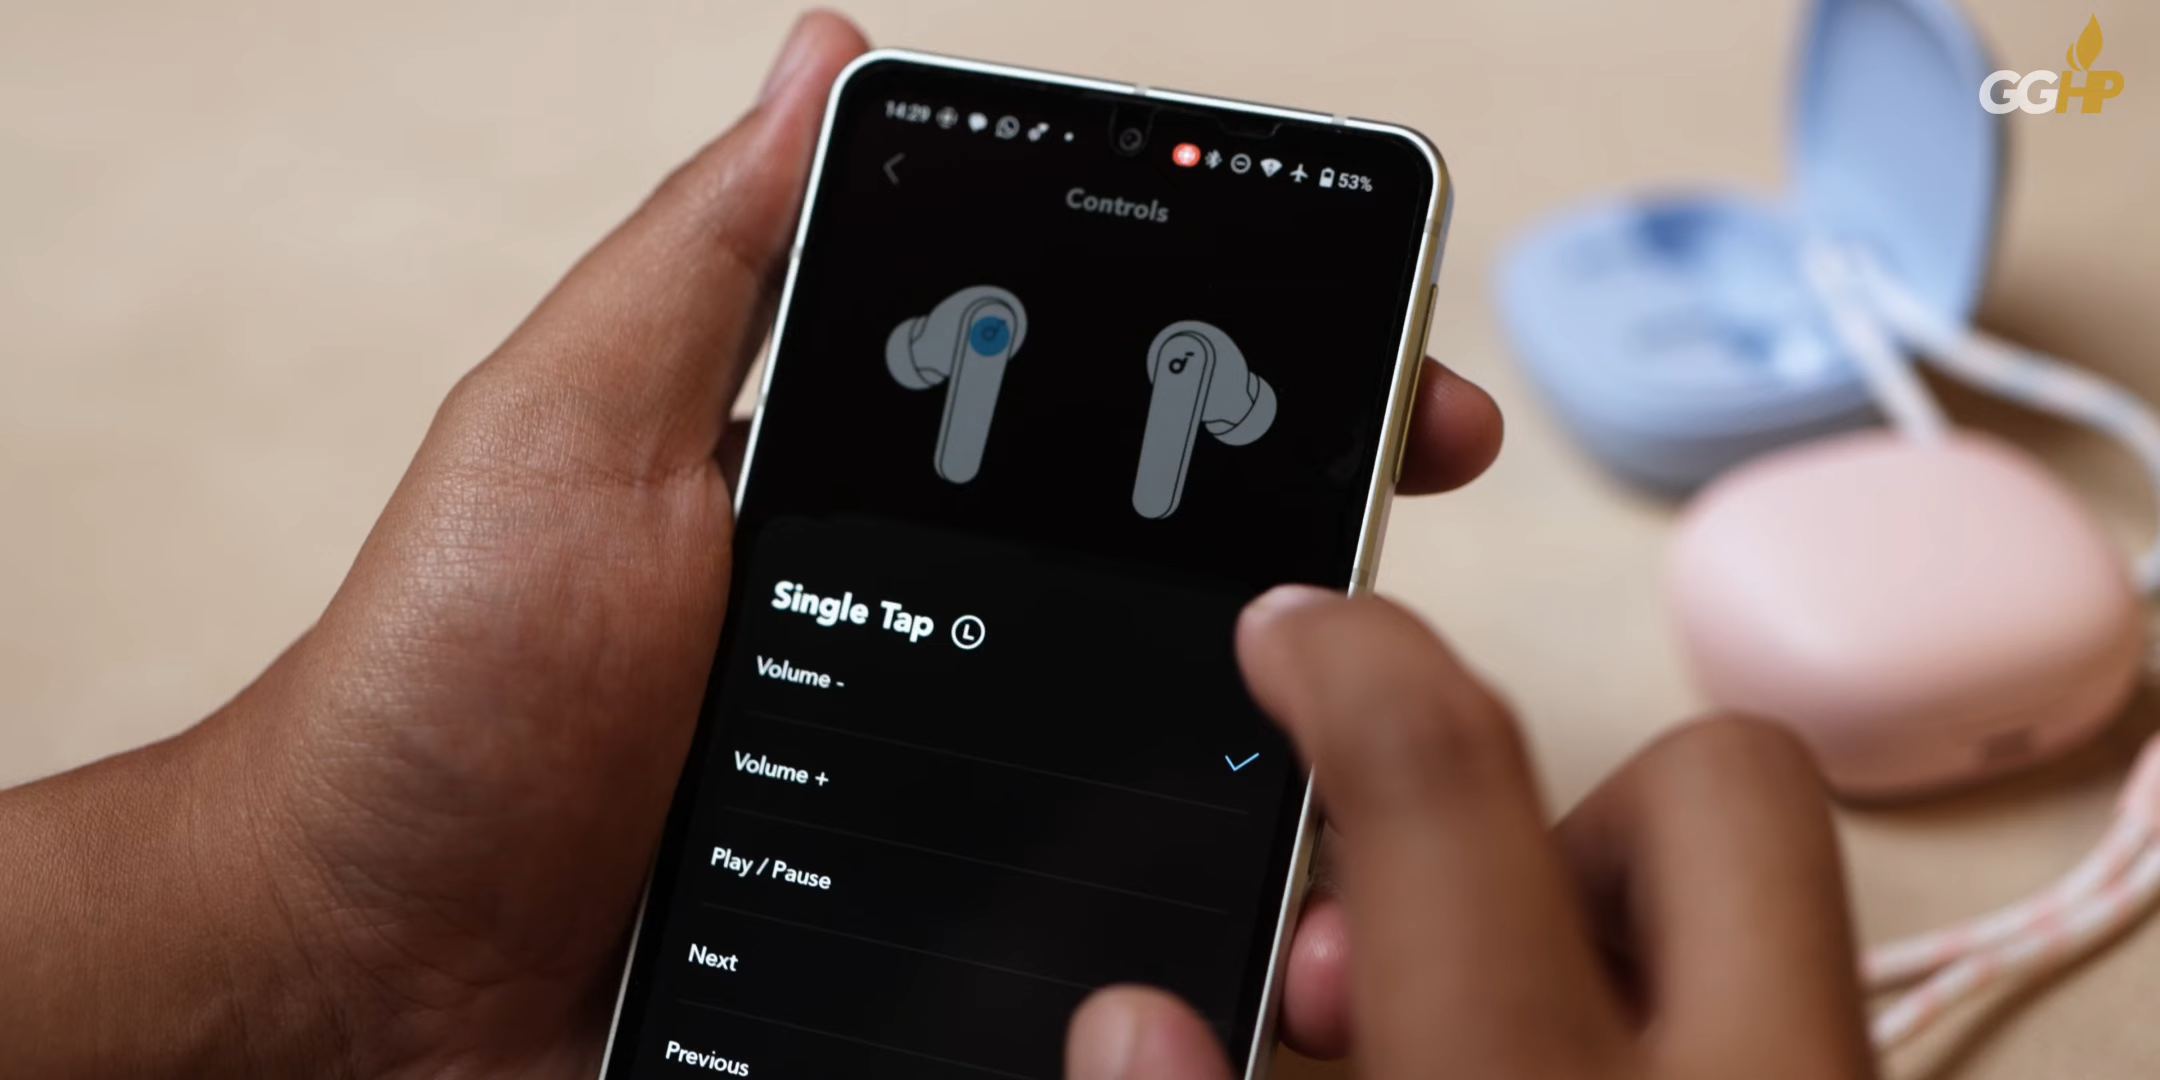 GGHP
14:29
53%
Controls
Single Tap L
Volume -
Volume +
Play / Pause
Next
Previous